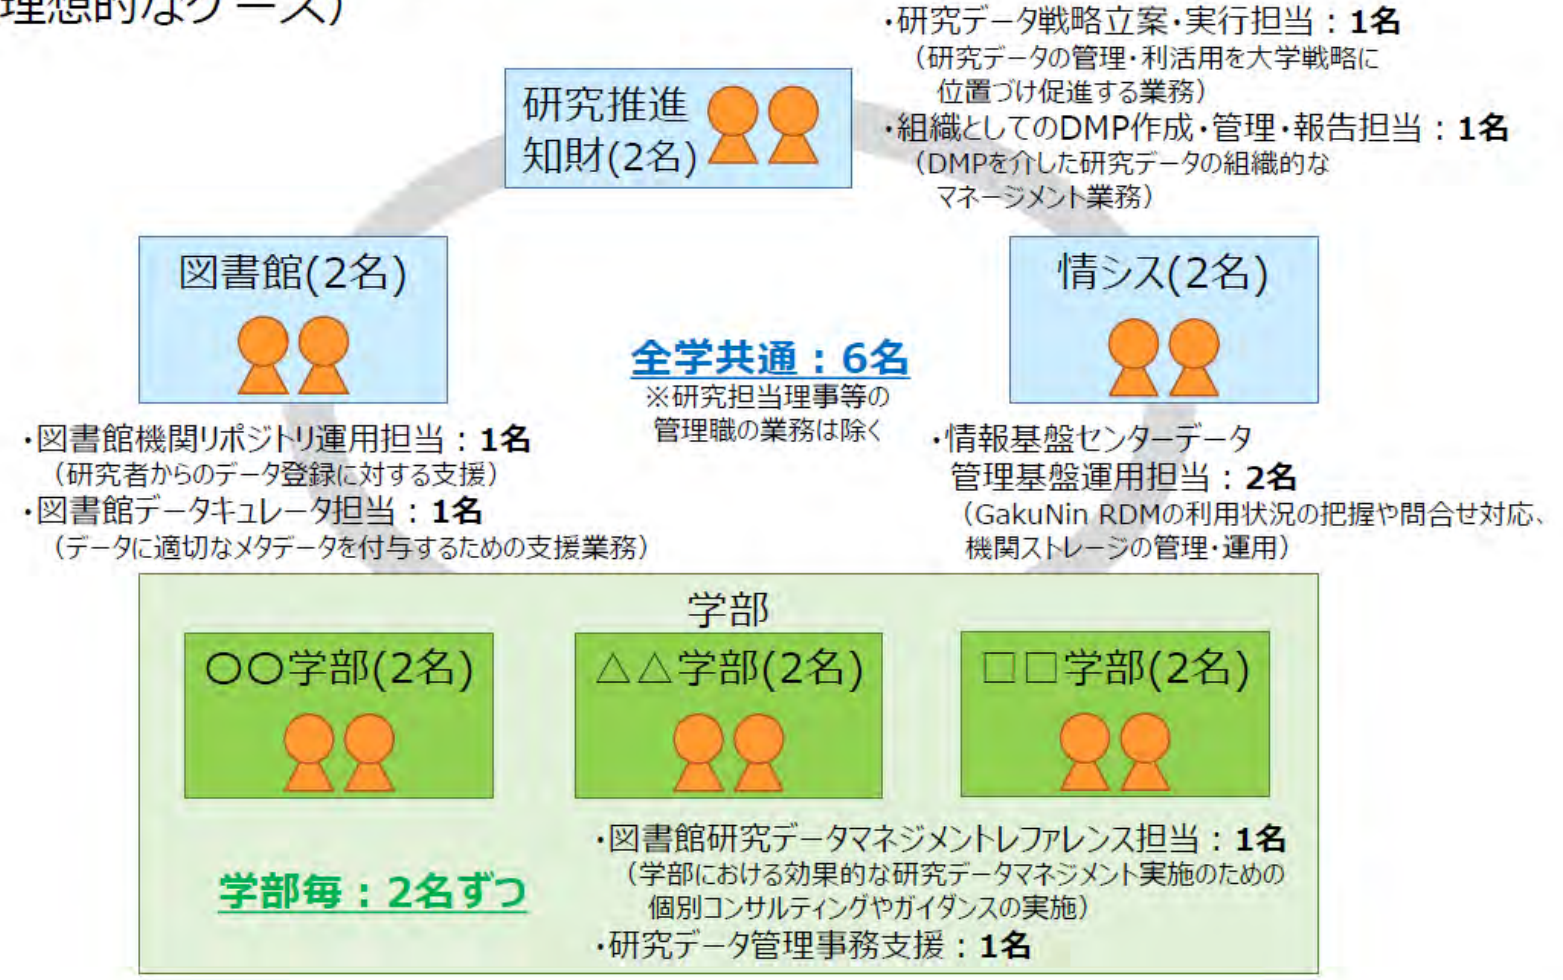 理想的なケース）
・研究データ戦略立案・実行担当：1名
（研究データの管理・利活用を大学戦略に
位置づけ促進する業務）
・組織としてのDMP作成・管理・報告担当：1名
（DMPを介した研究データの組織的な
マネージメント業務）
研究推進
知財(2名)
図書館(2名)
情シス(2名)
全学共通：6名
※研究担当理事等の
管理職の業務は除く
・図書館機関リポジトリ運用担当：1名
（研究者からのデータ登録に対する支援）
・図書館データキュレータ担当：1名
（データに適切なメタデータを付与するための支援業務）
・情報基盤センターデータ
管理基盤運用担当：2名
（GakuNin RDMの利用状況の把握や問合せ対応、
機関ストレージの管理・運用）
学部
〇〇学部(2名)
△△学部(2名)
□□学部(2名)
学部毎：2名ずつ
・図書館研究データマネジメントレファレンス担当：1名
（学部における効果的な研究データマネジメント実施のための
個別コンサルティングやガイダンスの実施）
・研究データ管理事務支援：1名